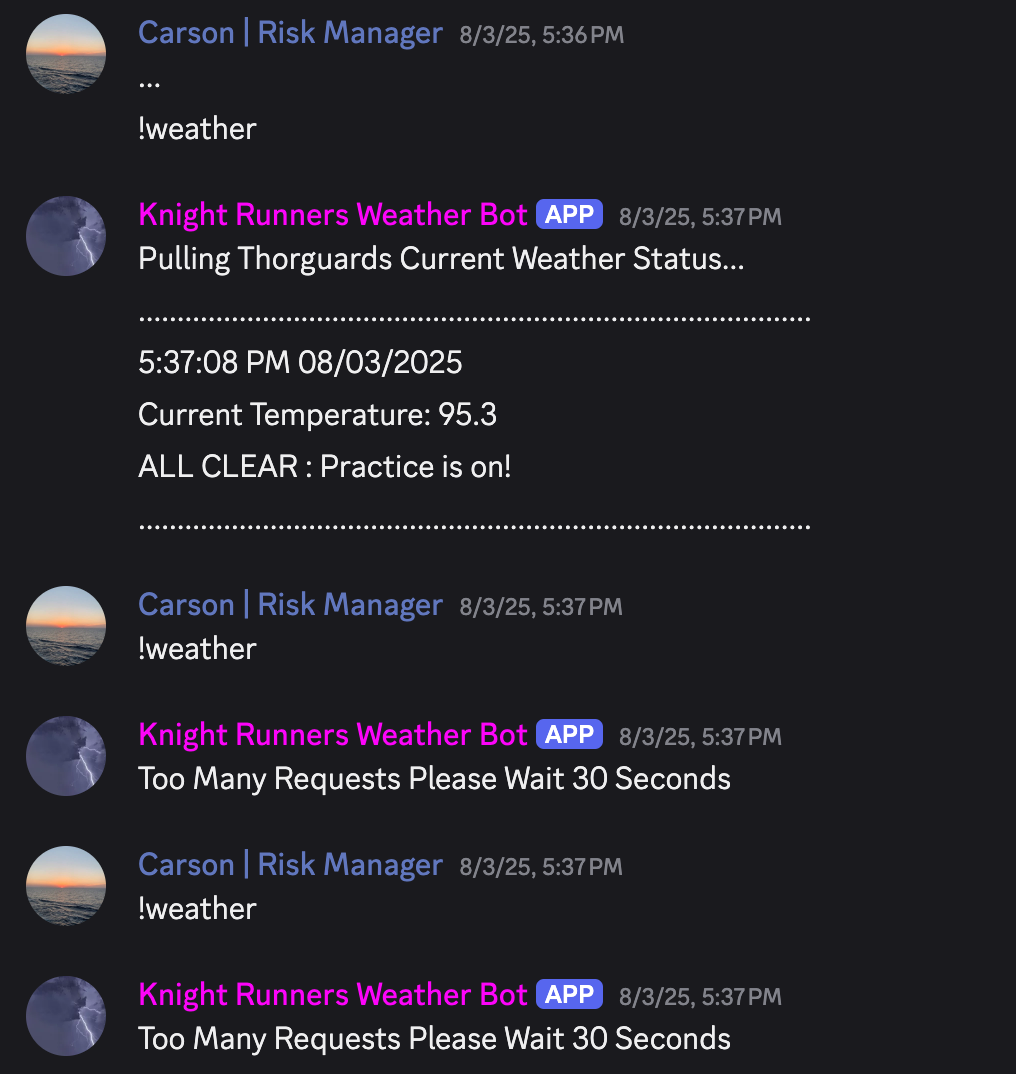 Carson | Risk Manager 8/3/25, 5:36 PM
...
!weather
Knight Runners Weather Bot APP 8/3/25, 5:37 PM
Pulling Thorguards Current Weather Status...
.......................................................................................
5:37:08 PM 08/03/2025
Current Temperature: 95.3
ALL CLEAR : Practice is on!
.......................................................................................
Carson | Risk Manager 8/3/25, 5:37 PM
!weather
Knight Runners Weather Bot APP 8/3/25, 5:37 PM
Too Many Requests Please Wait 30 Seconds
Carson | Risk Manager 8/3/25, 5:37 PM
!weather
Knight Runners Weather Bot APP 8/3/25, 5:37 PM
Too Many Requests Please Wait 30 Seconds